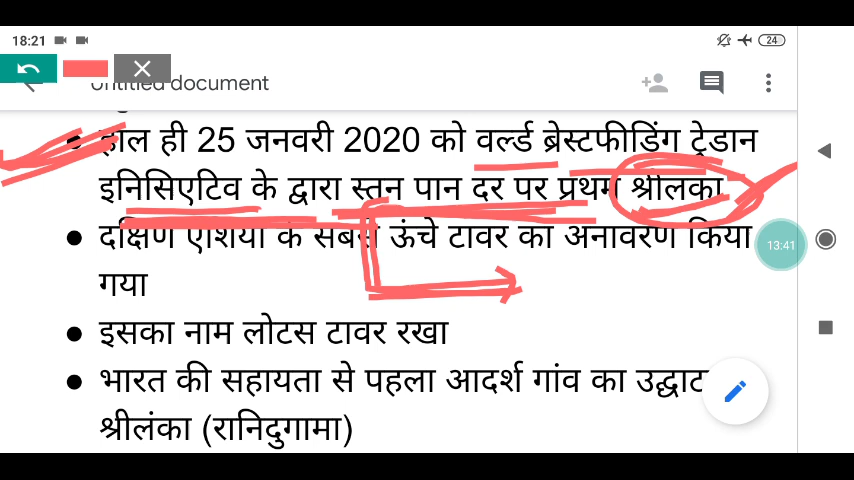 18:21
24
Untitled document
हाल ही 25 जनवरी 2020 को वर्ल्ड ब्रेस्टफीडिंग ट्रेडान
इनिसिएटिव के द्वारा स्तन पान दर पर प्रथम श्रीलका
दक्षिण एशिया के सबसे ऊंचे टावर का अनावरण किया
13:41
गया
इसका नाम लोटस टावर रखा
भारत की सहायता से पहला आदर्श गांव का
श्रीलंका (रानिदुगामा)